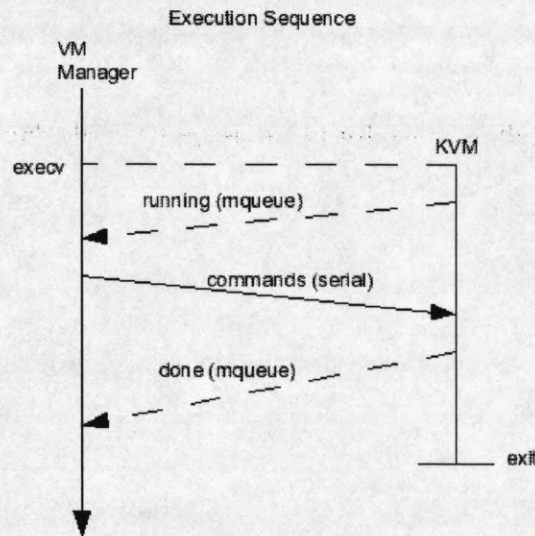 Execution Sequence
VM
Manager
KVM
execv
running (mqueue)
commands (serial)
done (mqueue)
exit